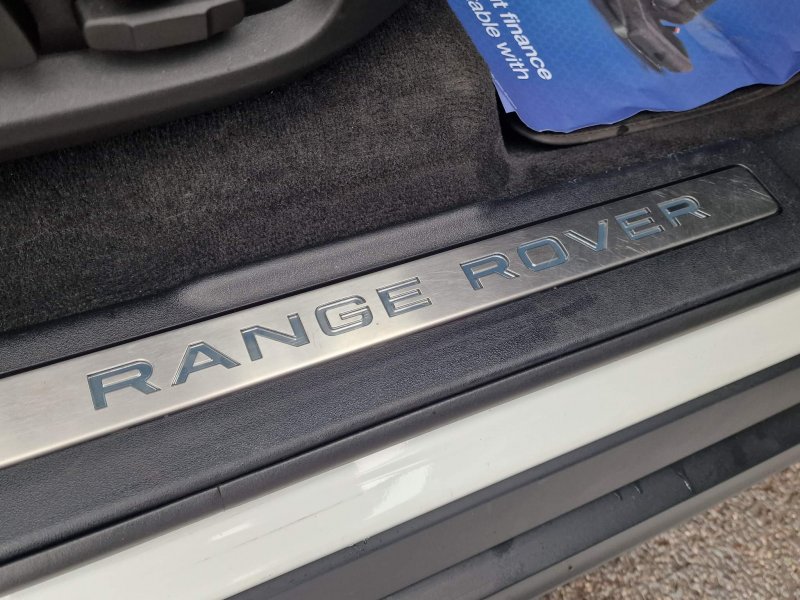 t finance
able with
RANGE ROVER